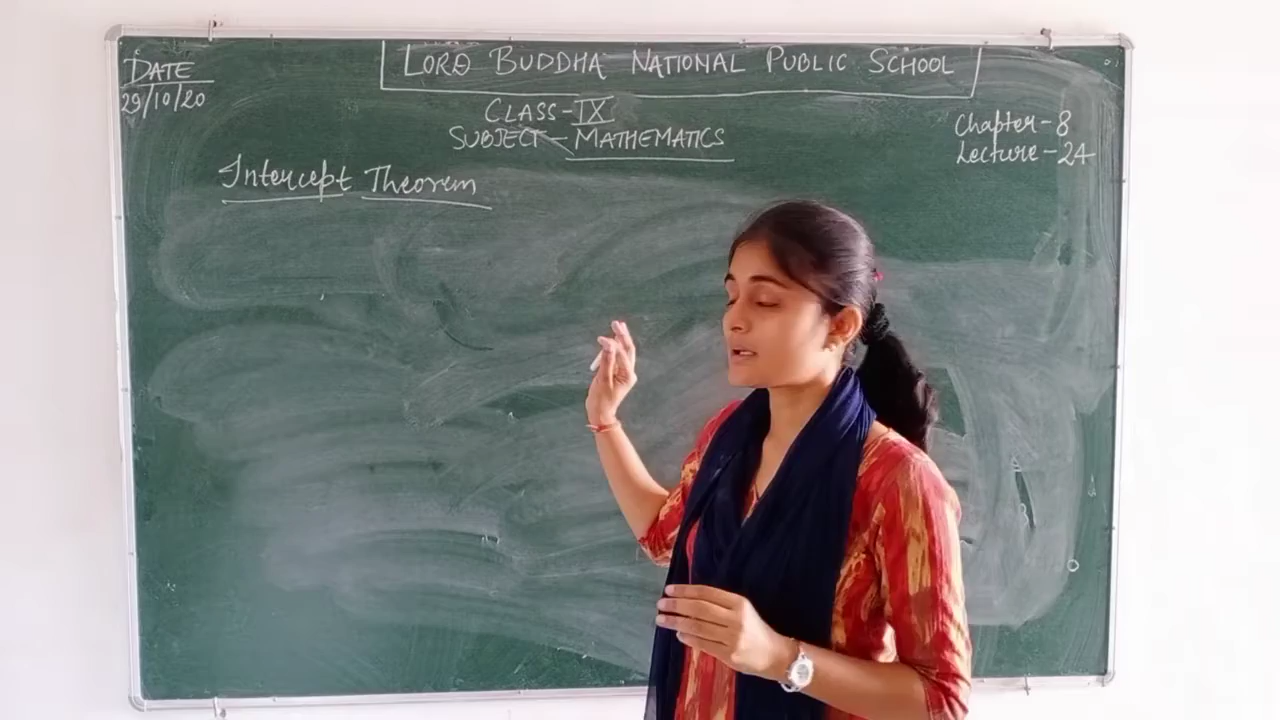 LORD BUDDHA NATIONAL PUBLIC SCHOOL
DATE
29/10/20
CLASS-IX
SUBJECT-MATHEMATICS
Chapter-8
Lecture-24
Intercept Theorem